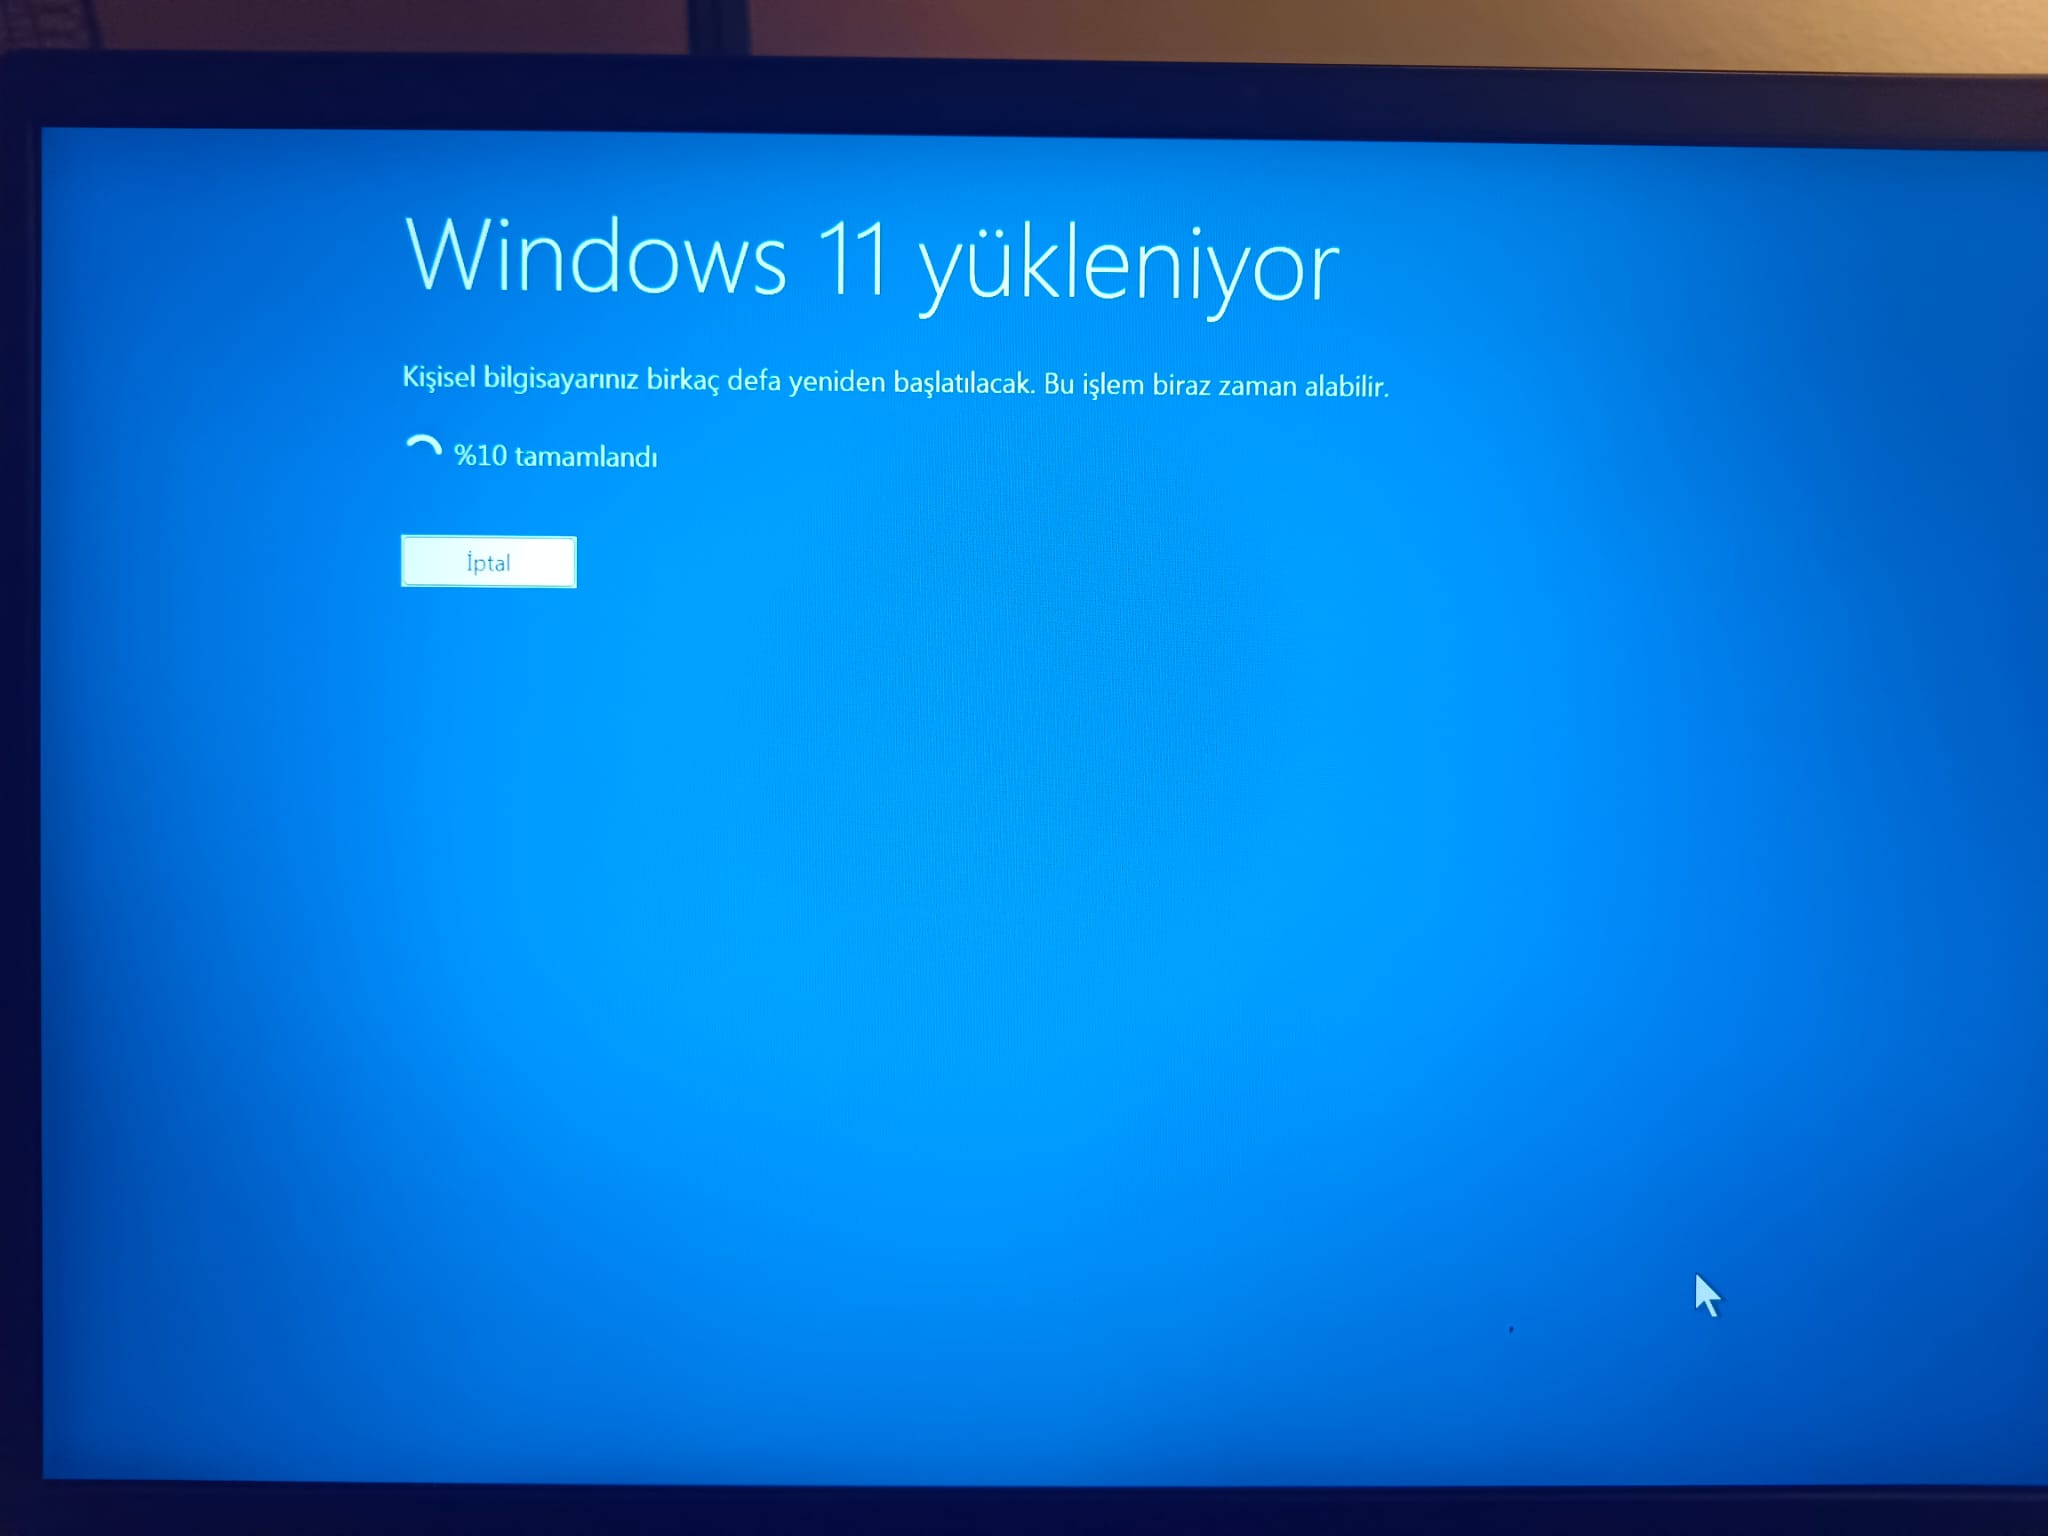 Windows 11 yükleniyor
Kişisel bilgisayarınız birkaç defa yeniden başlatılacak. Bu işlem biraz zaman alabilir.
%10 tamamlandı
İptal